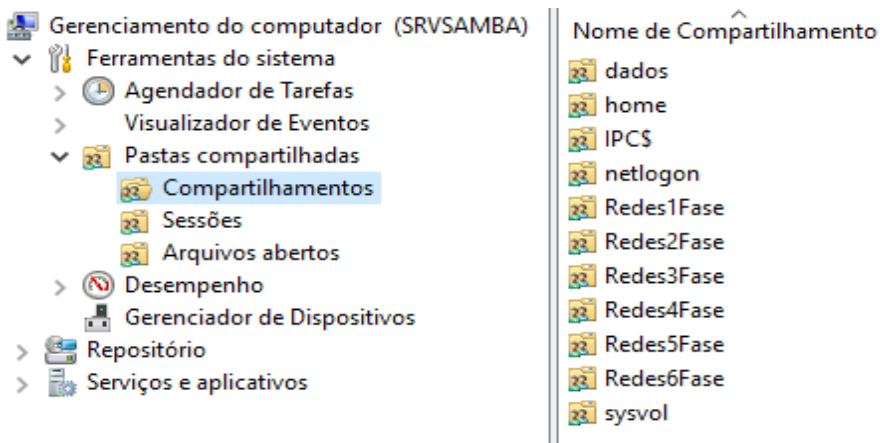 Gerenciamento do computador (SRVSAMBA)
Ferramentas do sistema
Agendador de Tarefas
Visualizador de Eventos
Pastas compartilhadas
Compartilhamentos
Sessões
Arquivos abertos
Desempenho
Gerenciador de Dispositivos
Repositório
Serviços e aplicativos
Nome de Compartilhamento
dados
home
IPC$
netlogon
Redes1Fase
Redes2Fase
Redes3Fase
Redes4Fase
Redes5Fase
Redes6Fase
sysvol